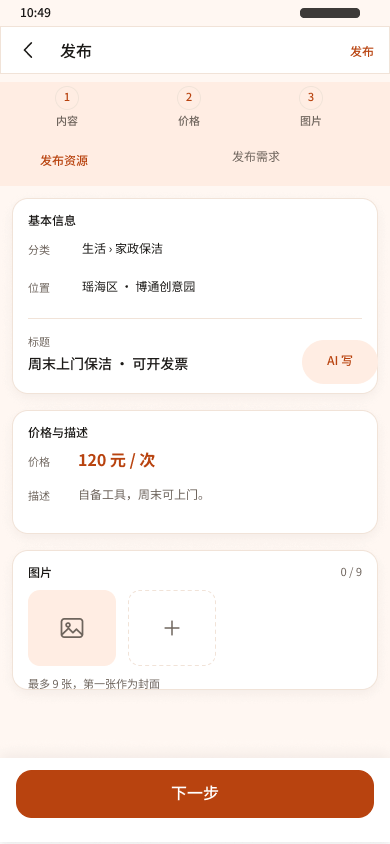 10:49
发布
发布
1 2 3
内容 价格 图片
发布资源 发布需求
基本信息
分类 生活 › 家政保洁
位置 瑶海区 · 博通创意园
标题
周末上门保洁 · 可开发票
AI 写
价格与描述
价格 120 元 / 次
描述 自备工具，周末可上门。
图片 0 / 9
最多 9 张，第一张作为封面
下一步